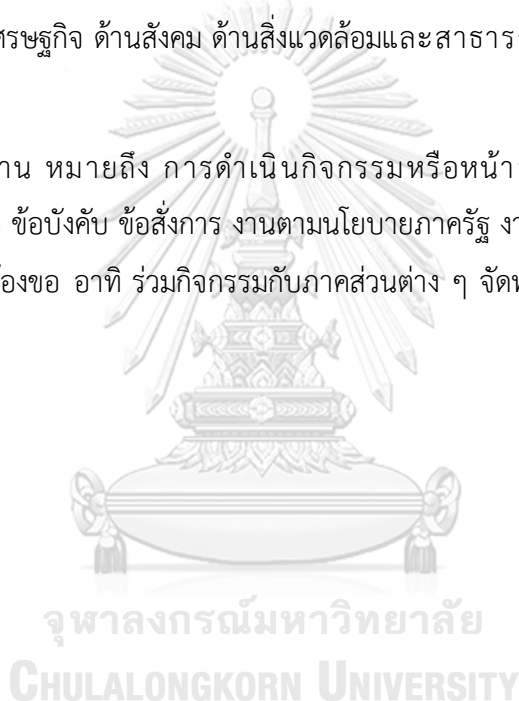 ศรษฐกิจ ด้านสังคม ด้านสิ่งแวดล้อมและสาธาร
าน หมายถึง การดำเนินกิจกรรมหรือหน้า
ข้อบังคับ ข้อสั่งการ งานตามนโยบายภาครัฐ ง
้องขอ อาทิ ร่วมกิจกรรมกับภาคส่วนต่าง ๆ จัด
จุฬาลงกรณ์มหาวิทยาลัย
CHULALONGKORN UNIVERSITY